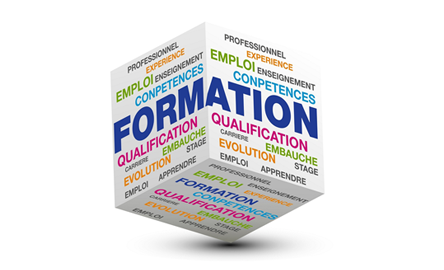 PROFESSIONNEL
EXPERIENCE
EMPLOI ENSEIGNEMENT
CONPETENCES
PROFESSIONNEL
EXPERIENCE
EMPLOI ENSEIGNEMENT
CONPETENCES
FORMATION
QUALIFICATION
CARRIERE EMBAUCHE
EVOLUTION STAGE
EMPLOI APPRENDRE
QUALIFICATION
CARRIERE EMBAUCHE
EVOLUTION STAGE
EMPLOI APPRENDRE
PROFESSIONNEL
EMPLOI ENSEIGNEMENT
FORMATION EXPERIENCE
CONPETENCES
QUALIFICATION
EVOLUTION EMBAUCHE
EMPLOI APPRENDRE STAGE